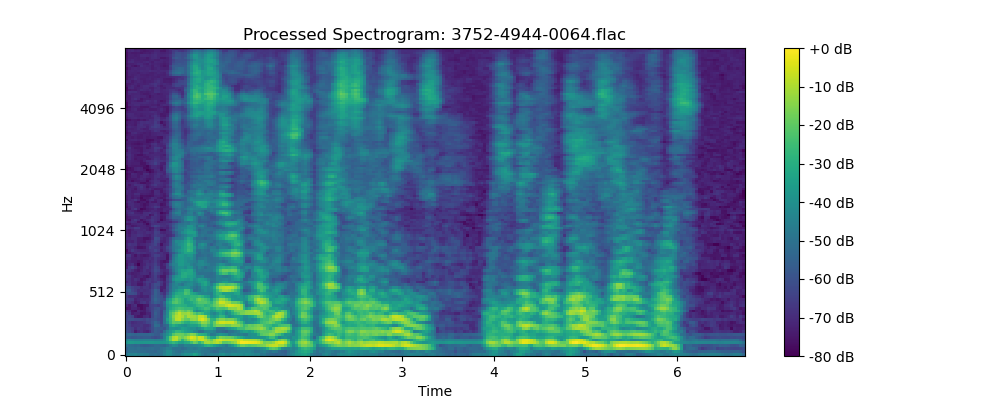 Processed Spectrogram: 3752-4944-0064.flac
Hz
4096
2048
1024
512
0
0 1 2 3 4 5 6
Time
+0 dB
-10 dB
-20 dB
-30 dB
-40 dB
-50 dB
-60 dB
-70 dB
-80 dB